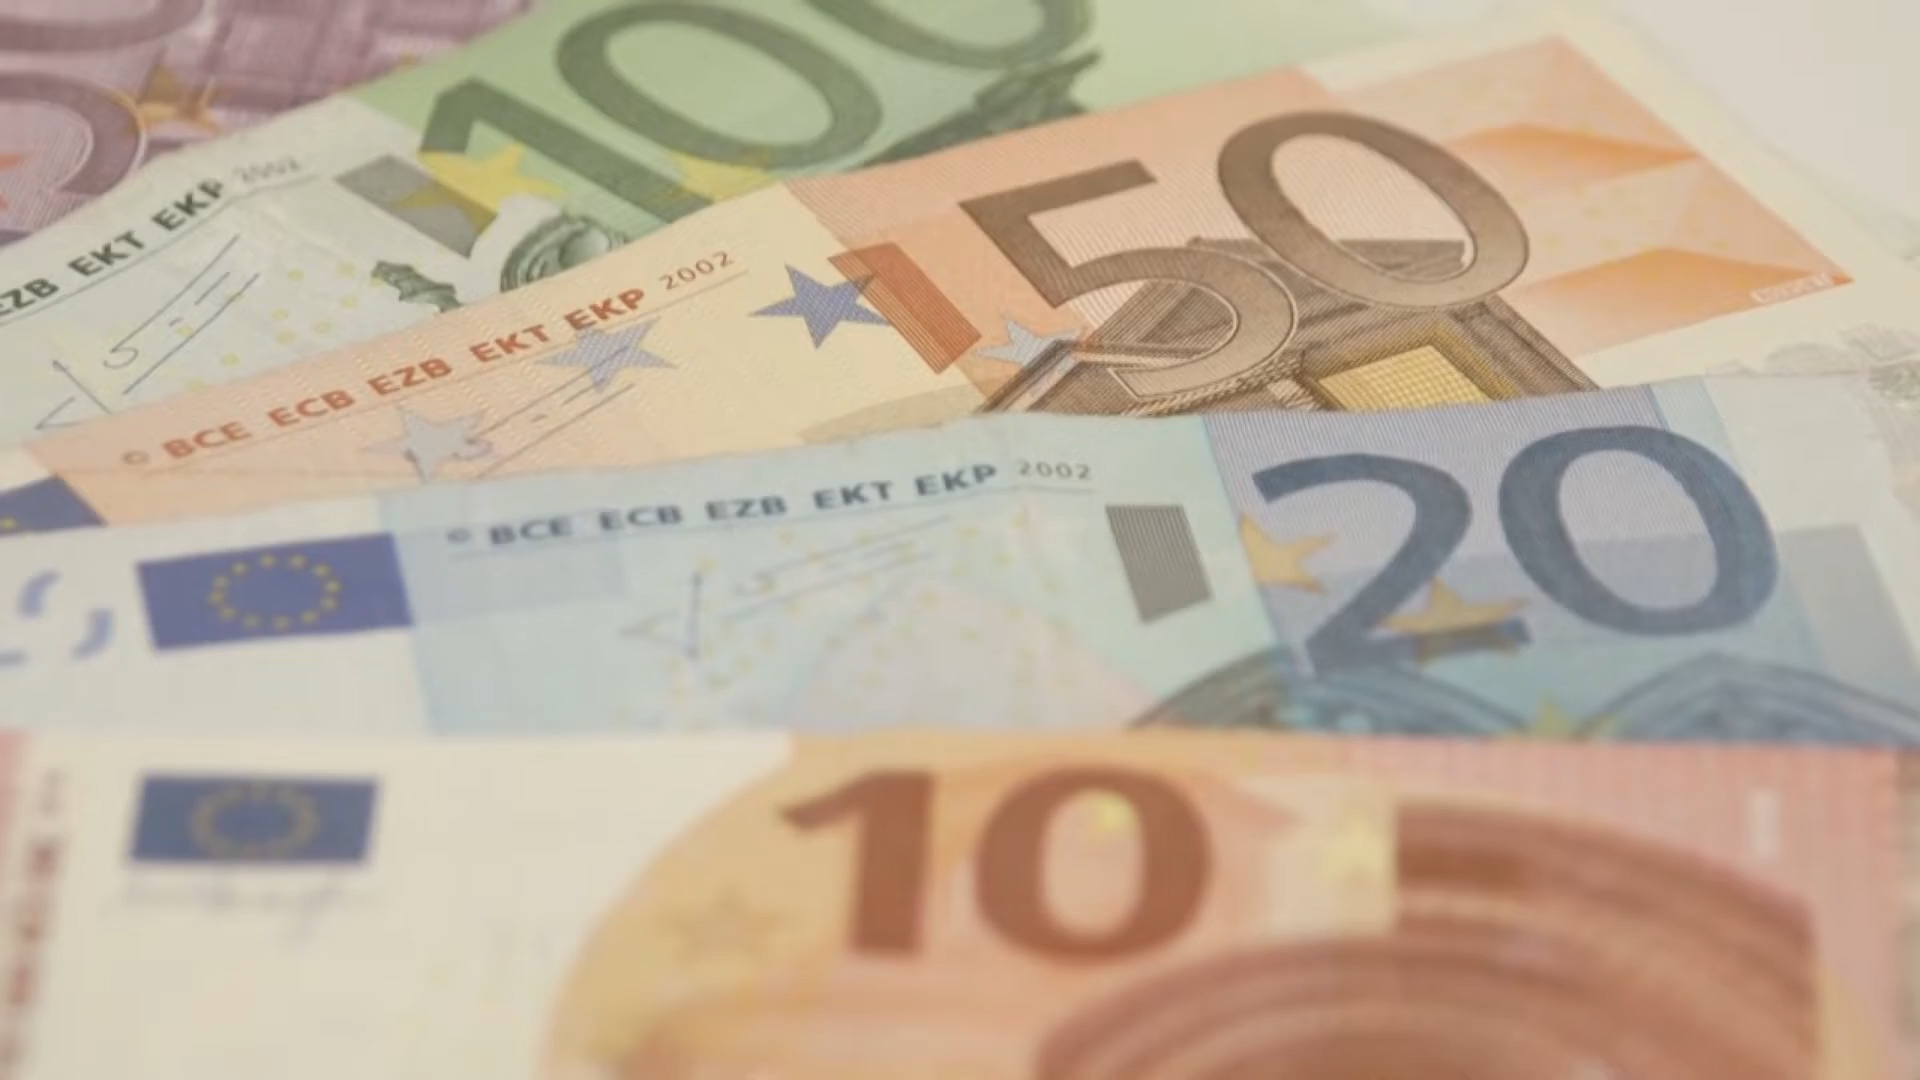 100
EZB EKT EKP 2002
50
© BCE ECB EZB EKT EKP 2002
20
© BCE ECB EZB EKT EKP 2002
10